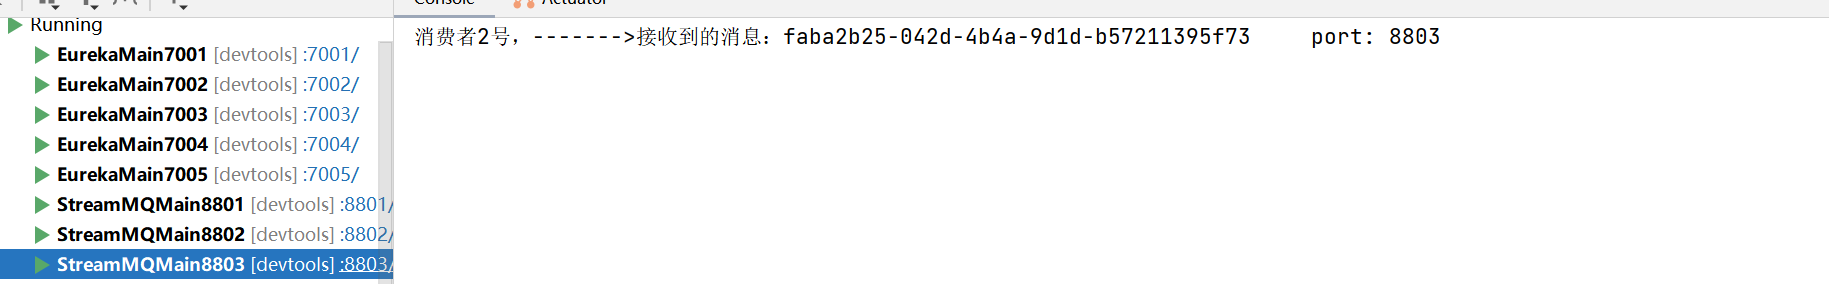 Console
Actuator
Running
EurekaMain7001 [devtools] :7001/
EurekaMain7002 [devtools] :7002/
EurekaMain7003 [devtools] :7003/
EurekaMain7004 [devtools] :7004/
EurekaMain7005 [devtools] :7005/
StreamMQMain8801 [devtools] :8801/
StreamMQMain8802 [devtools] :8802/
StreamMQMain8803 [devtools] :8803/
消费者2号，------->接收到的消息：faba2b25-042d-4b4a-9d1d-b57211395f73 port: 8803